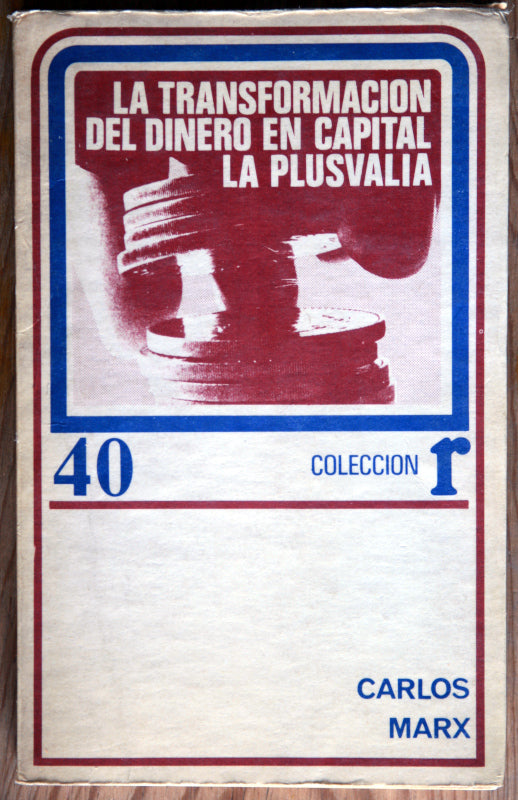 LA TRANSFORMACION
DEL DINERO EN CAPITAL
LA PLUSVALIA
40
COLECCION r
CARLOS
MARX